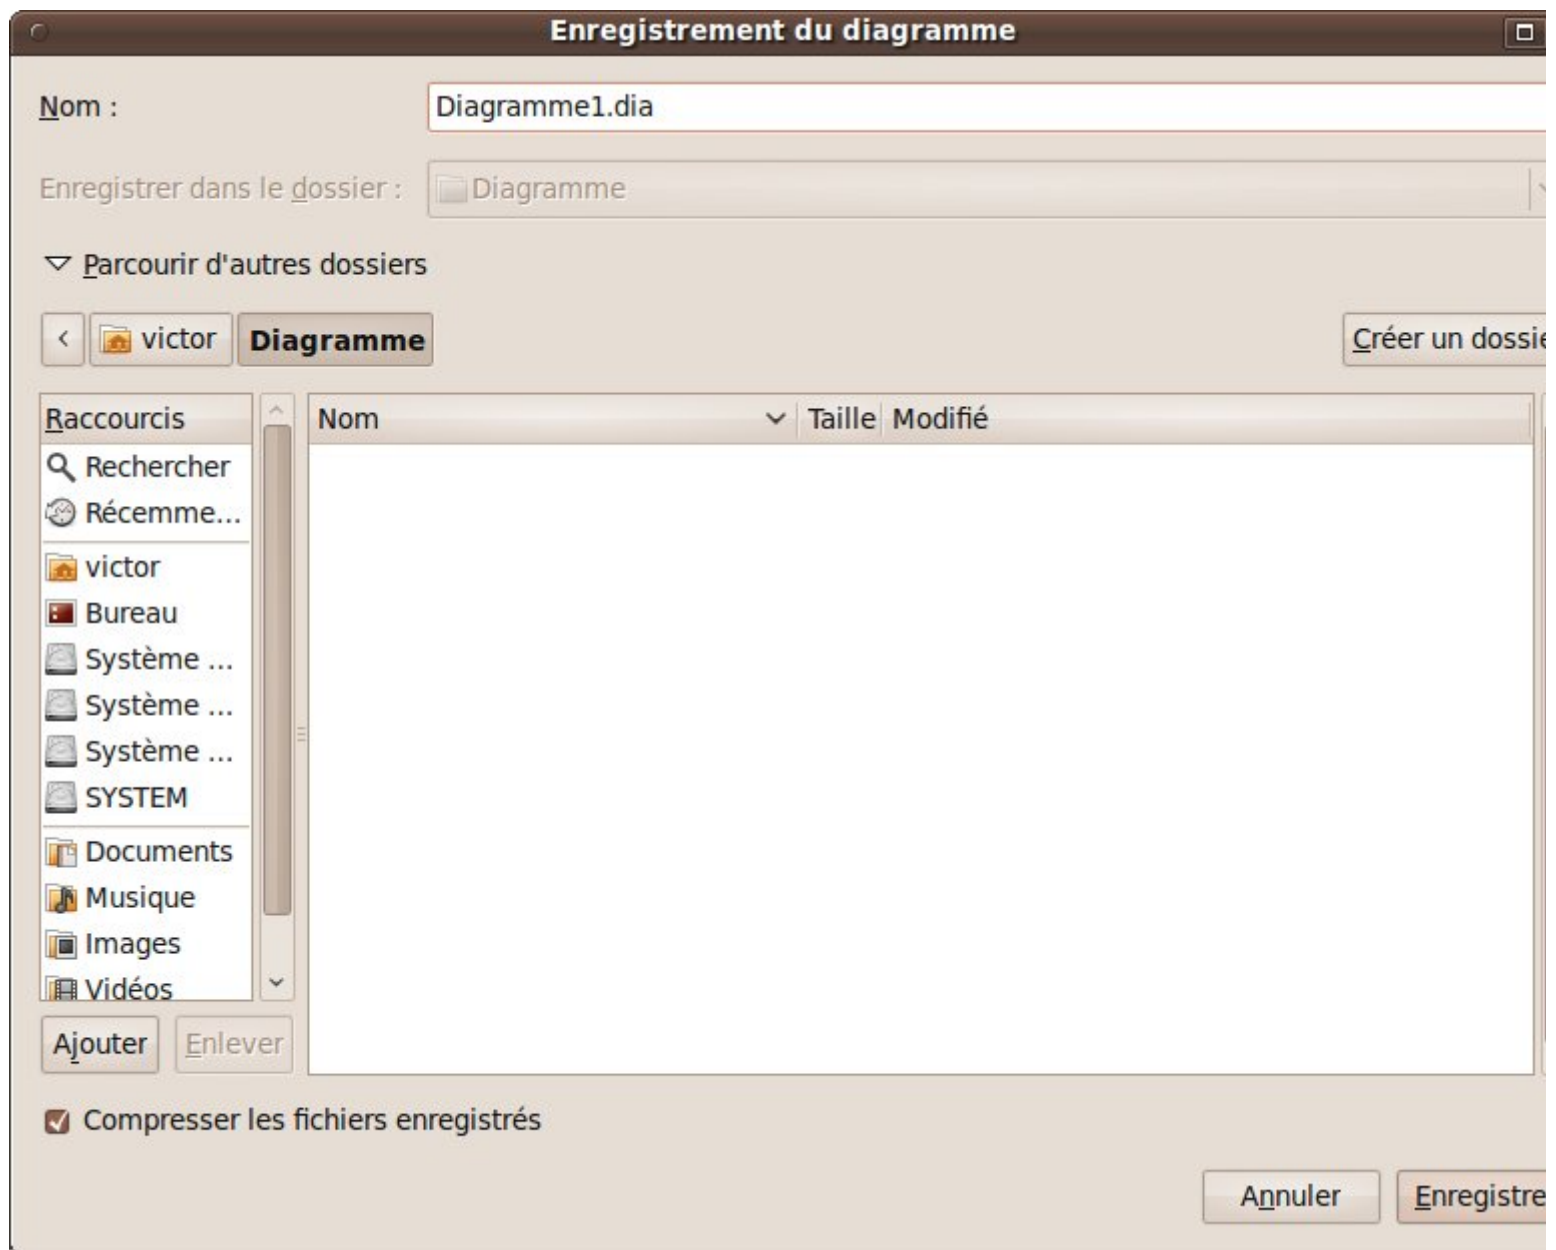 Enregistrement du diagramme
Nom :
Diagramme1.dia
Enregistrer dans le dossier :
Diagramme
Parcourir d'autres dossiers
victor
Diagramme
Créer un
Raccourcis
Nom
Taille
Modifié
Rechercher
Récemme...
victor
Bureau
Système ...
Système ...
Système ...
SYSTEM
Documents
Musique
Images
Vidéos
Ajouter
Enlever
Compresser les fichiers enregistrés
Annuler